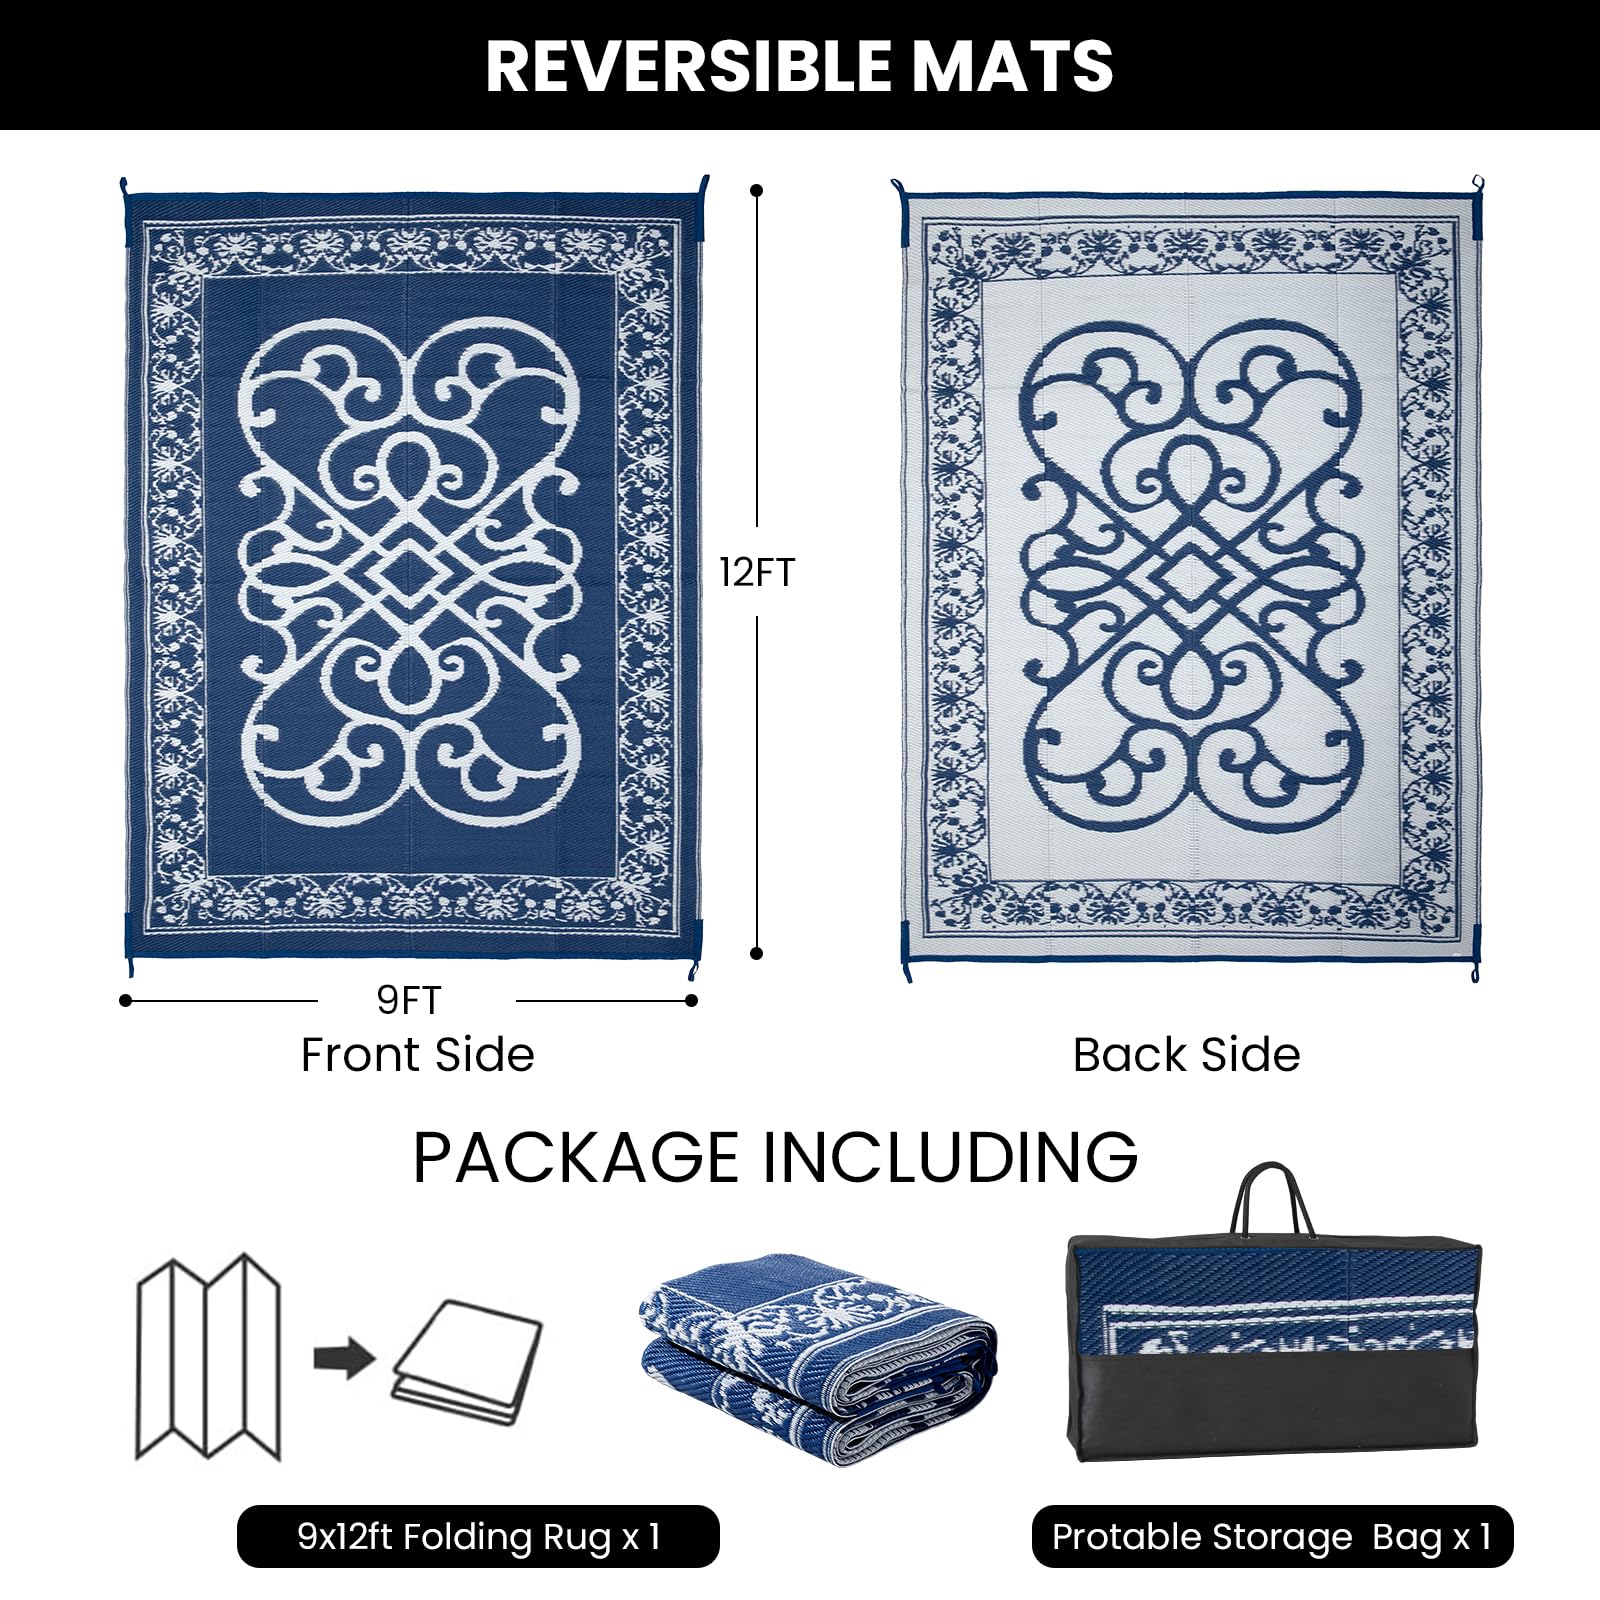 REVERSIBLE MATS
12FT
9FT
Front Side
Back Side
PACKAGE INCLUDING
9x12ft Folding Rug x 1
Protable Storage Bag x 1